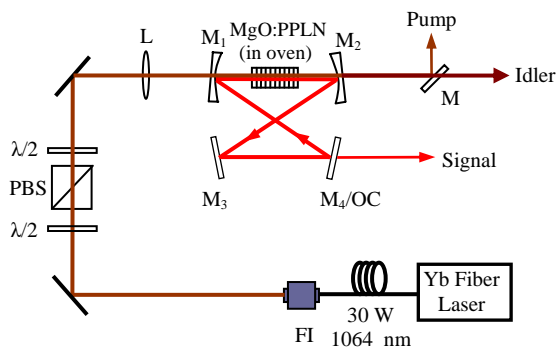 L
M₁
MgO:PPLN
(in oven)
M₂
Pump
Idler
M
λ/2
PBS
λ/2
M₃
M₄/OC
Signal
FI
30 W
1064 nm
Yb Fiber
Laser